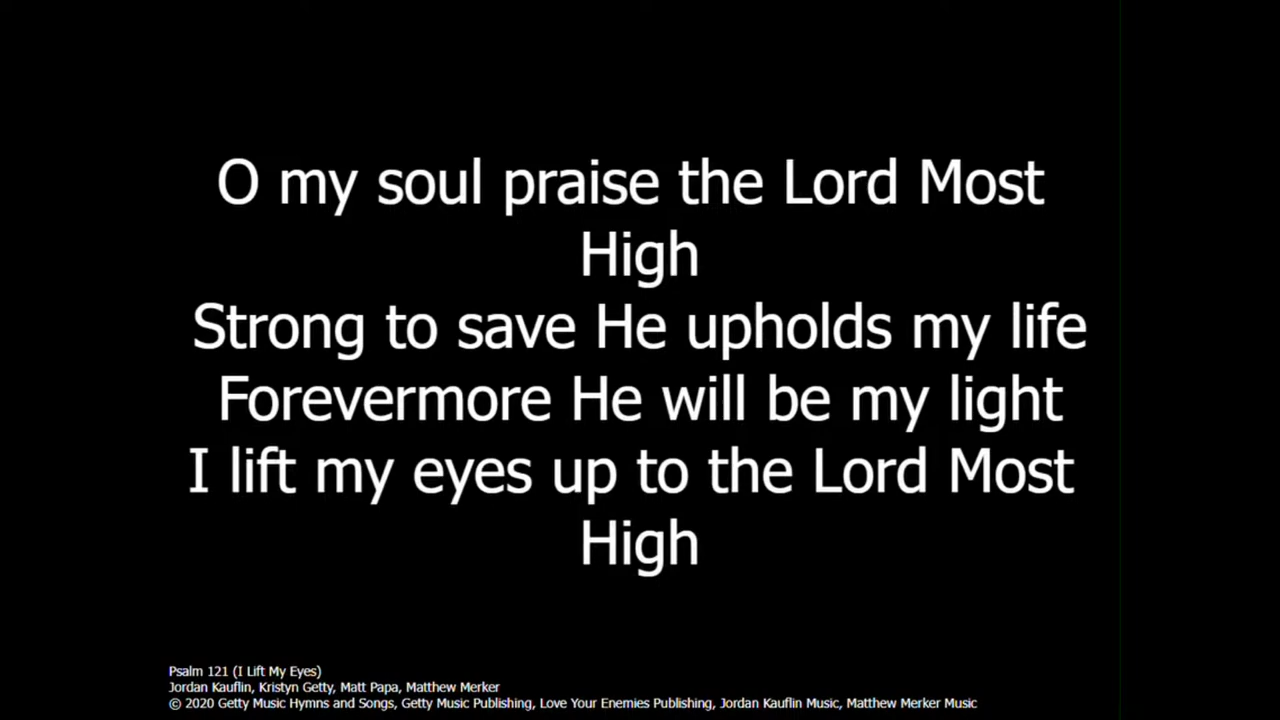 O my soul praise the Lord Most
High
Strong to save He upholds my life
Forevermore He will be my light
I lift my eyes up to the Lord Most
High
Psalm 121 (I Lift My Eyes)
Jordan Kauflin, Kristyn Getty, Matt Papa, Matthew Merker
© 2020 Getty Music Hymns and Songs, Getty Music Publishing, Love Your Enemies Publishing, Jordan Kauflin Music, Matthew Merker Music